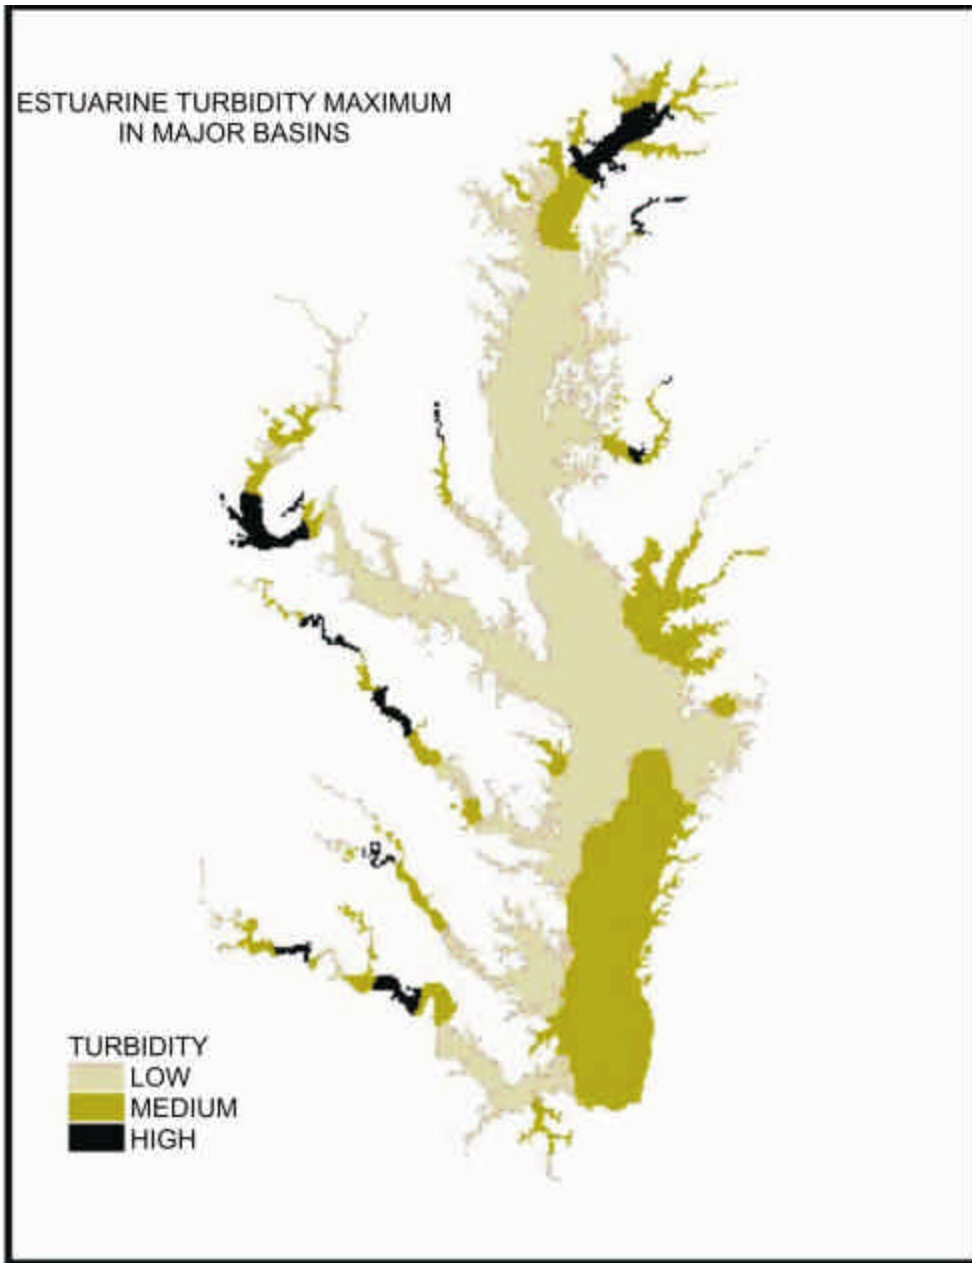 ESTUARINE TURBIDITY MAXIMUM
IN MAJOR BASINS
TURBIDITY
LOW
MEDIUM
HIGH